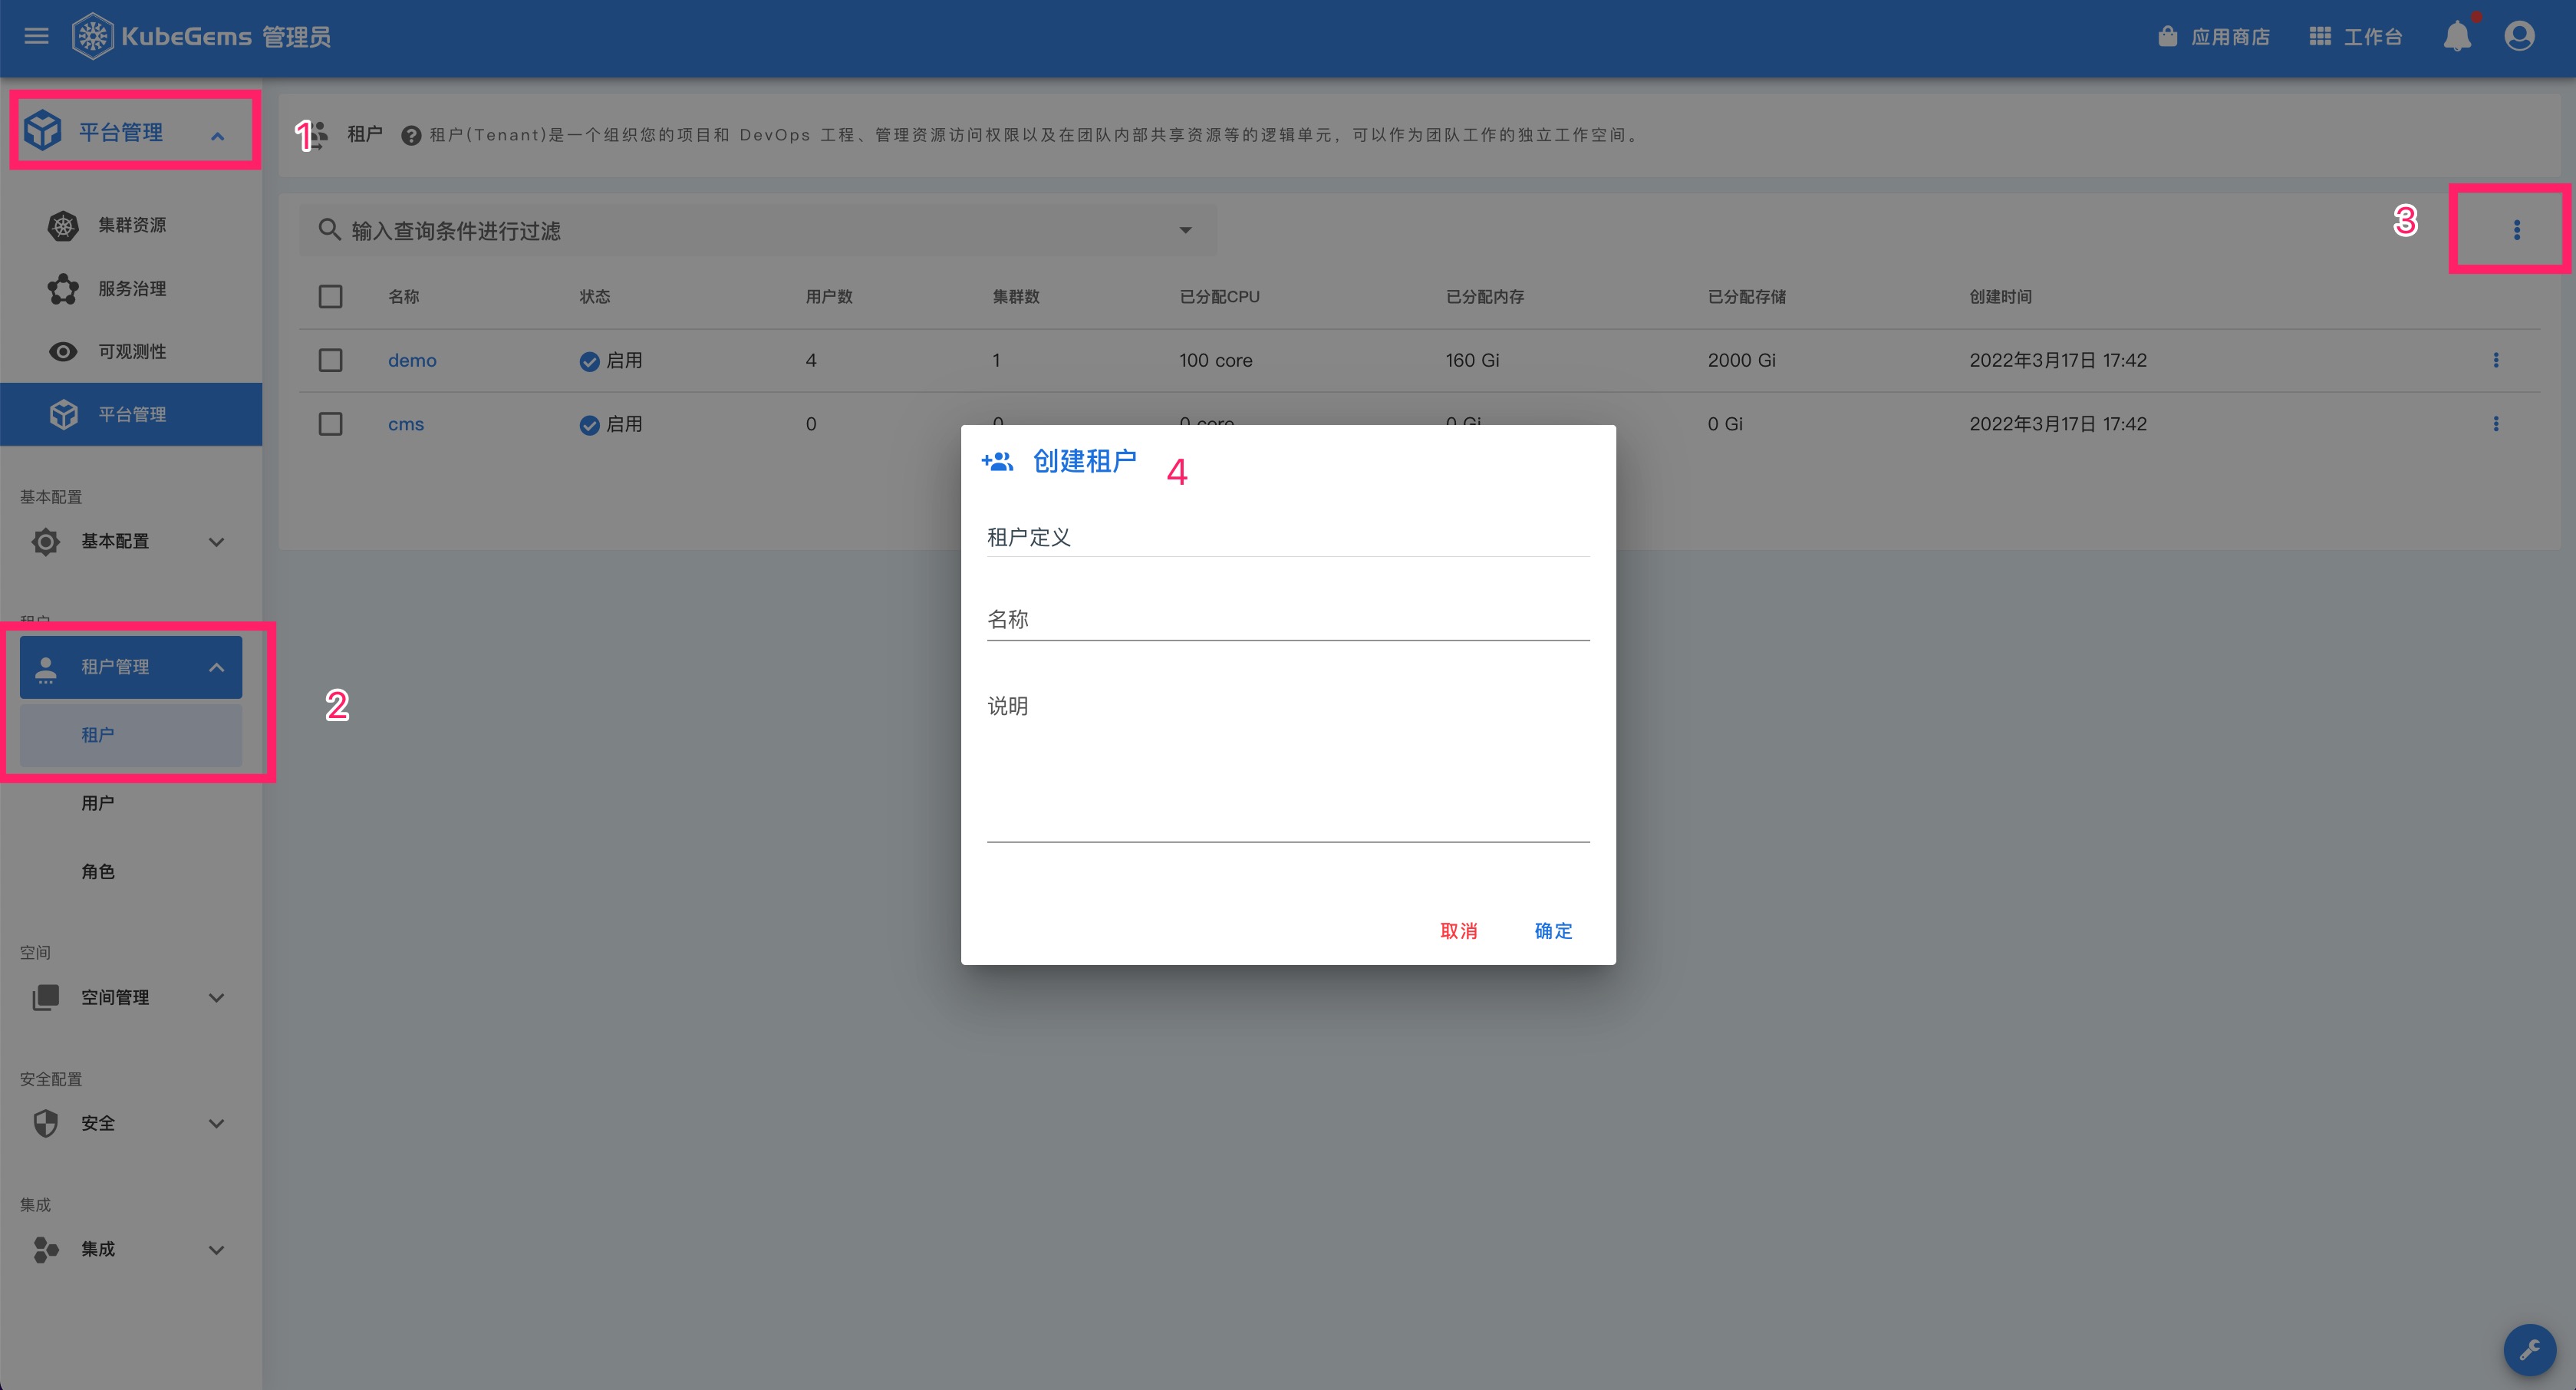 KubeGems 管理员
应用商店
工作台
平台管理
1
租户
租户(Tenant)是一个组织您的项目和 DevOps 工程、管理资源访问权限以及在团队内部共享资源等的逻辑单元，可以作为团队工作的独立工作空间。
集群资源
服务治理
可观测性
平台管理
基本配置
基本配置
租户
租户管理
租户
2
用户
角色
空间
空间管理
安全配置
安全
集成
集成
输入查询条件进行过滤
3
名称 状态 用户数 集群数 已分配CPU 已分配内存 已分配存储 创建时间
demo 启用 4 1 100 core 160 Gi 2000 Gi 2022年3月17日 17:42
cms 启用 0 0 0 core 0 Gi 0 Gi 2022年3月17日 17:42
创建租户
4
租户定义
名称
说明
取消 确定